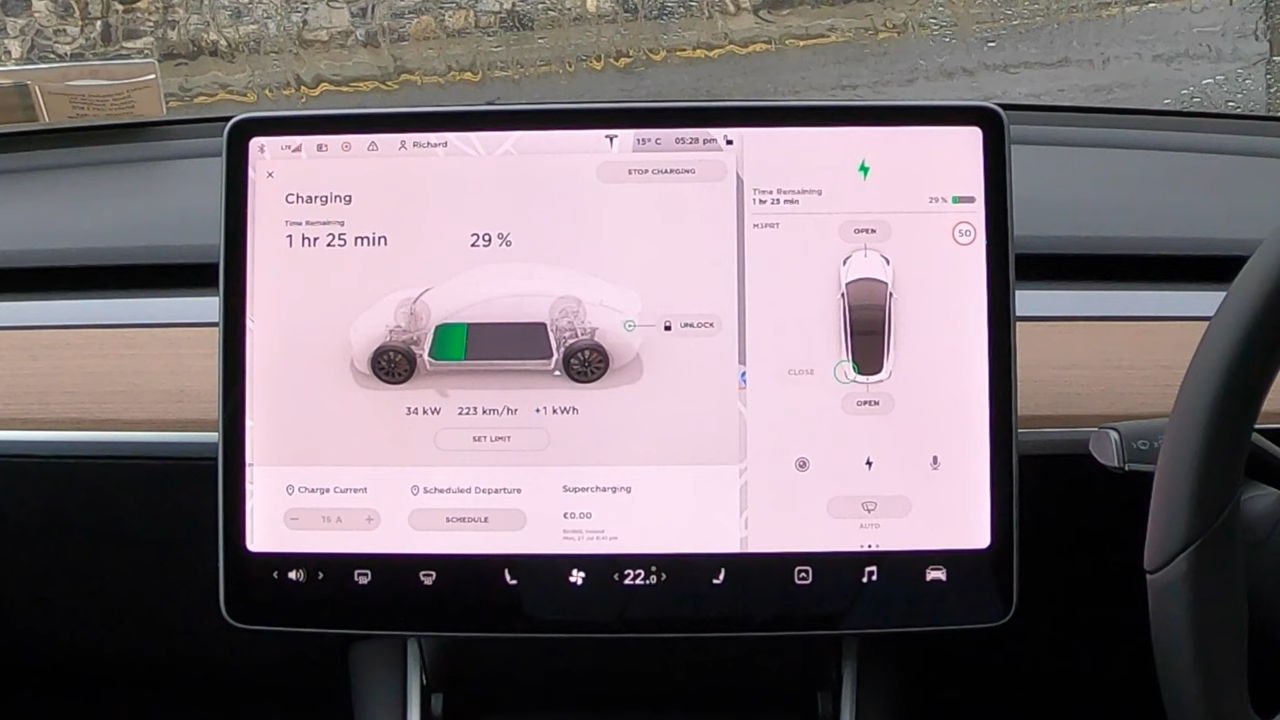 LTE
Richard
15° C
05:28 pm
STOP CHARGING
Charging
Time Remaining
1 hr 25 min
29 %
UNLOCK
34 kW 223 km/hr +1 kWh
SET LIMIT
Charge Current
− 16 A +
Scheduled Departure
SCHEDULE
Supercharging
€0.00
Time Remaining
1 hr 25 min
29 %
M3PRT
OPEN
50
CLOSE
OPEN
AUTO
< > < 22.0 >